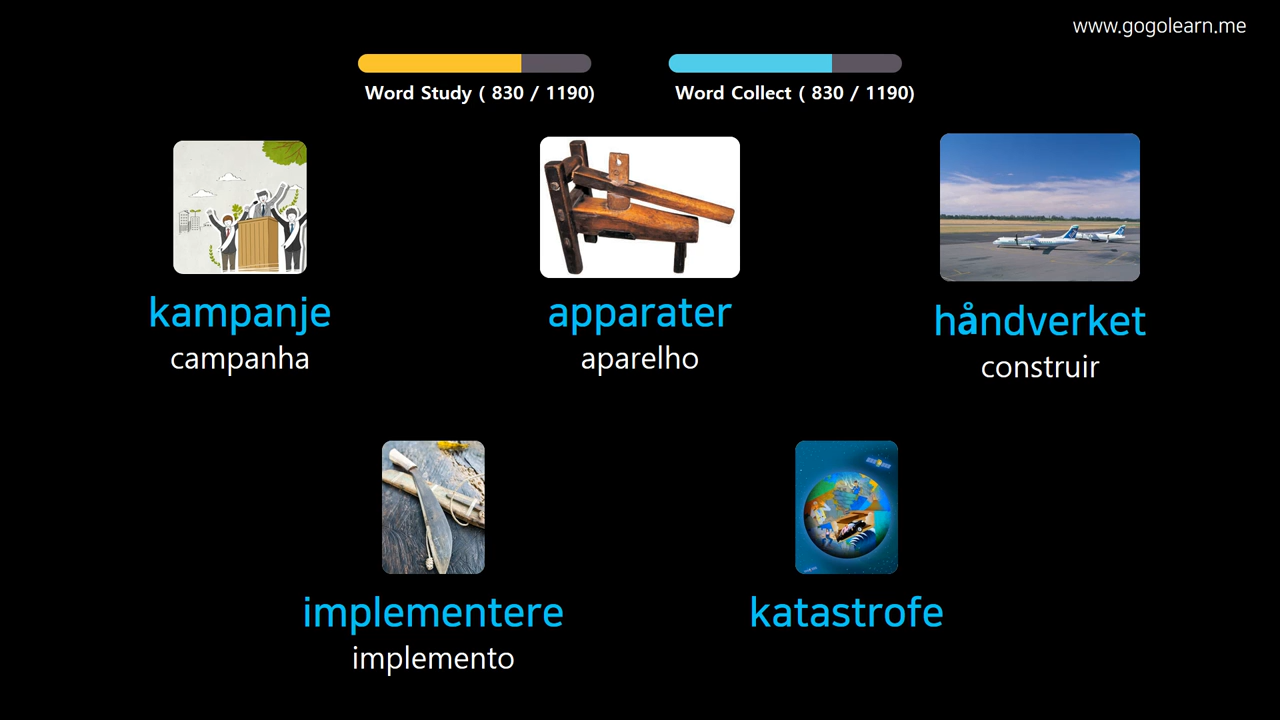 www.gogolearn.me
Word Study ( 830 / 1190)
Word Collect ( 830 / 1190)
kampanje
campanha
apparater
aparelho
håndverket
construir
implementere
implemento
katastrofe